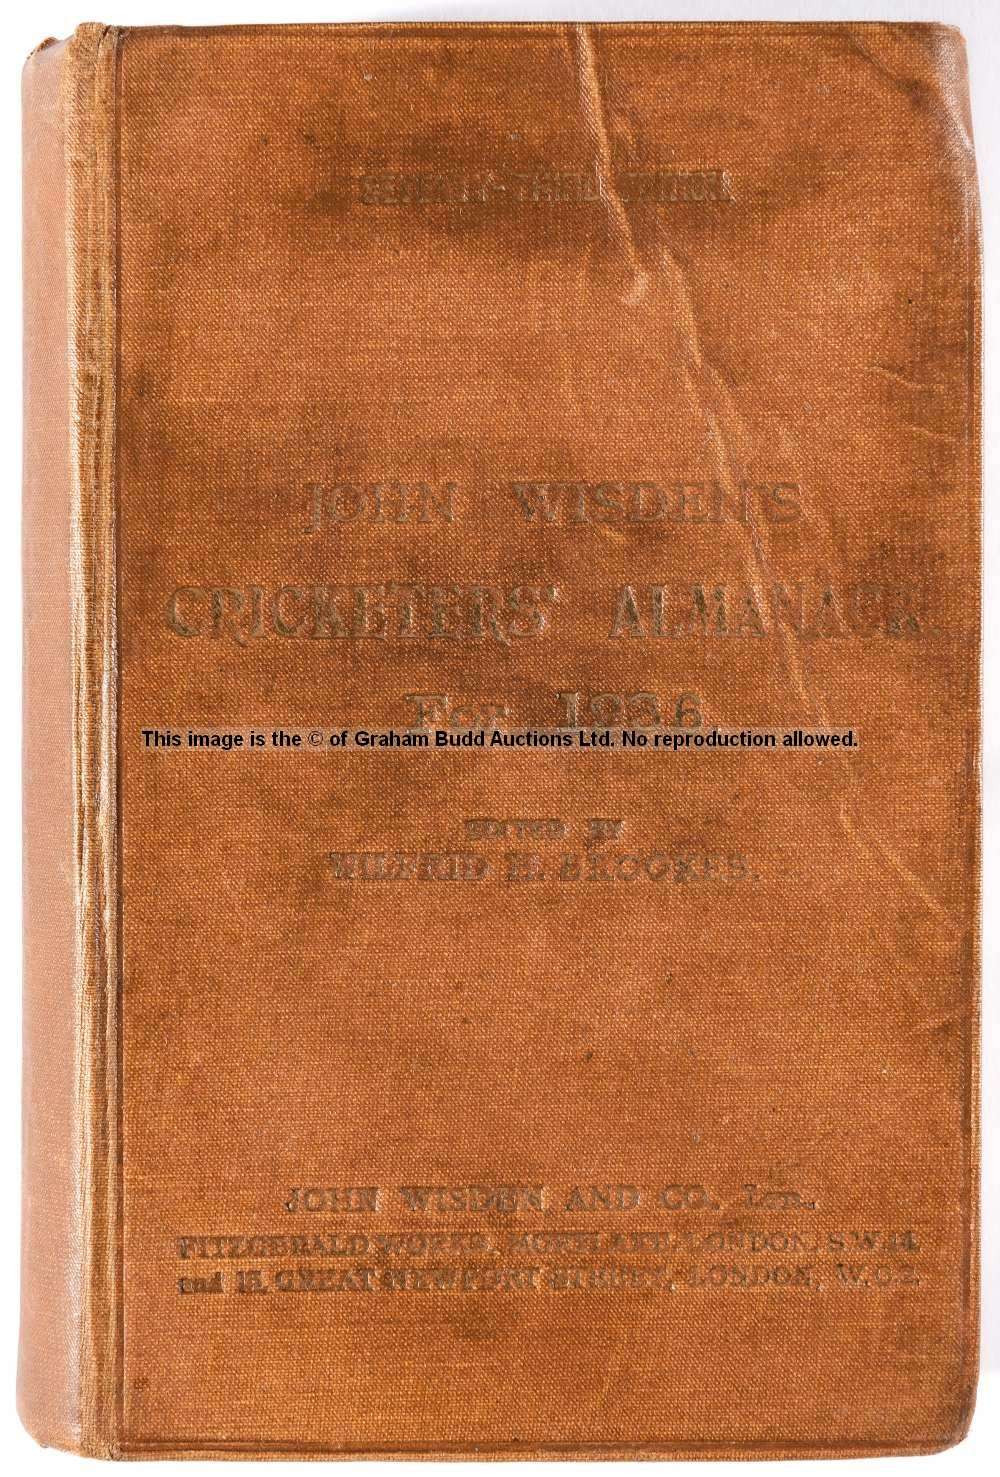 SEVENTY-THIRD EDITION
JOHN WISDEN'S
CRICKETERS' ALMANACK
For 1936
This image is the © of Graham Budd Auctions Ltd. No reproduction allowed.
EDITED BY
WILFRID H. BROOKES.
JOHN WISDEN AND CO. LTD.,
FITZGERALD WORKS, MORTLAKE, LONDON, S.W.14.
and 15, GREAT NEWPORT STREET, LONDON, W.C.2.